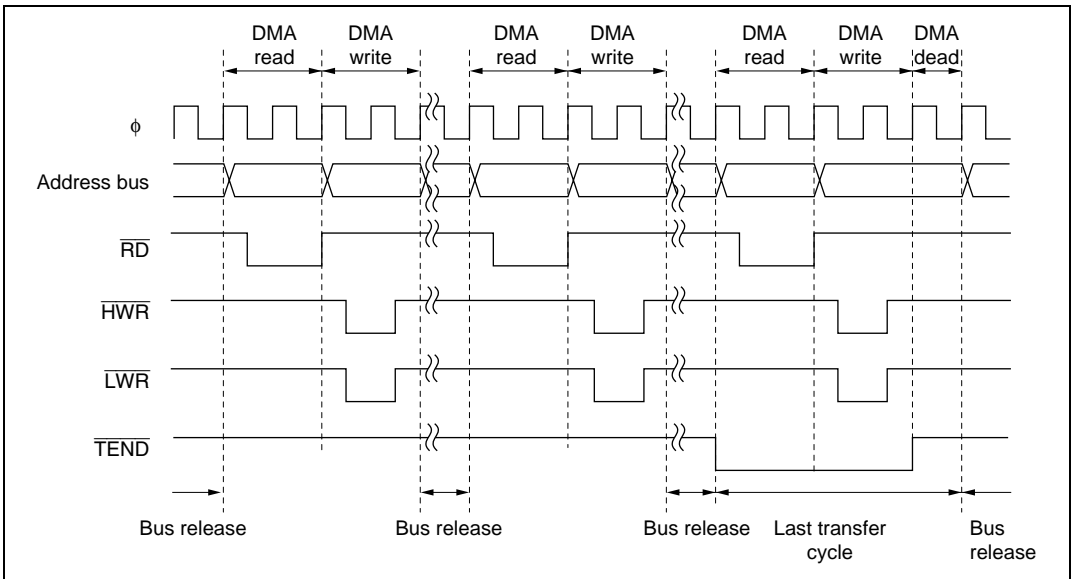 DMA read
DMA write
DMA read
DMA write
DMA read
DMA write
DMA dead
ϕ
Address bus
RD
HWR
LWR
TEND
Bus release
Bus release
Bus release
Last transfer cycle
Bus release